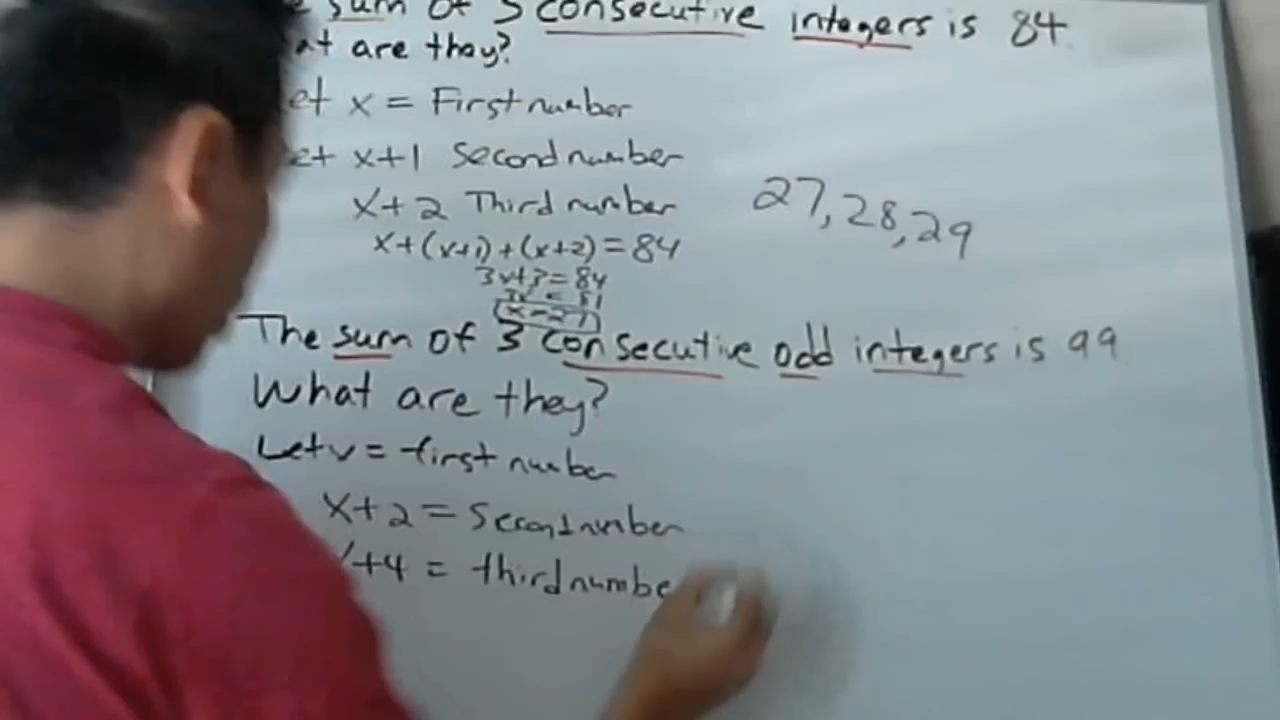 sum of 3 consecutive integers is 84
at are they?
et x = First number
et x+1 Second number
x+2 Third number
27, 28, 29
x+(x+1)+(x+2)=84
3x+3=84
3x = 81
x=27
The sum of 3 consecutive odd integers is 99
What are they?
Let x = first number
x+2 = Second number
x+4 = third numbe